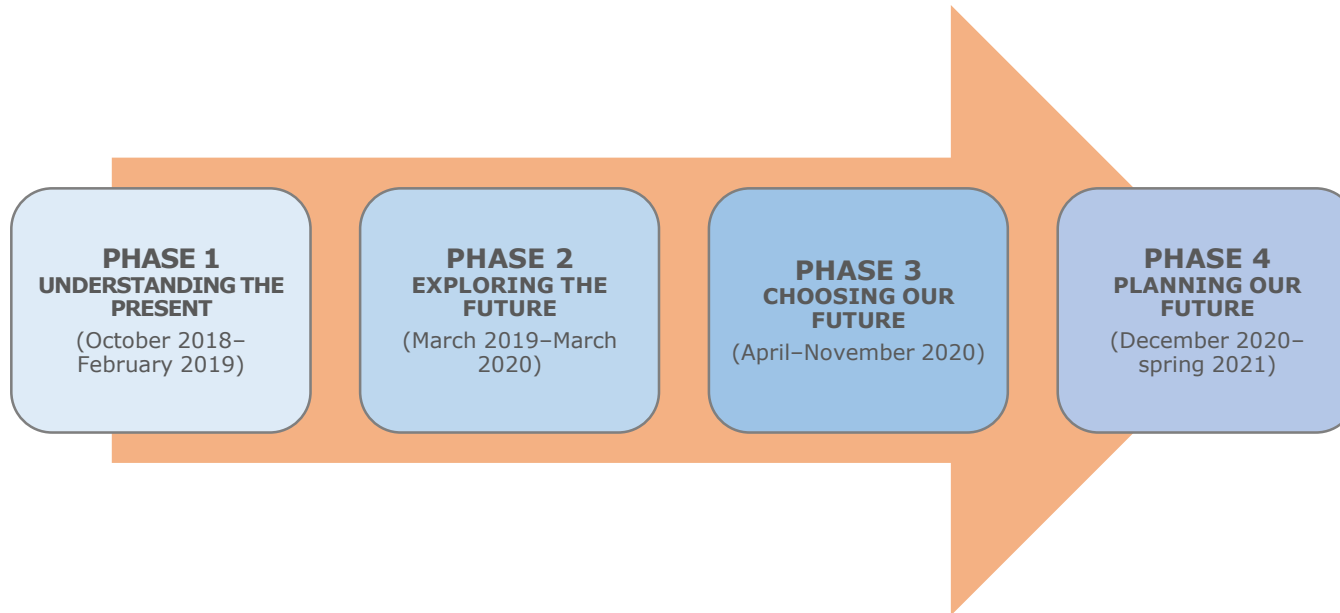 PHASE 1
UNDERSTANDING THE
PRESENT
(October 2018–
February 2019)
PHASE 2
EXPLORING THE
FUTURE
(March 2019–March
2020)
PHASE 3
CHOOSING OUR
FUTURE
(April–November 2020)
PHASE 4
PLANNING OUR
FUTURE
(December 2020–
spring 2021)